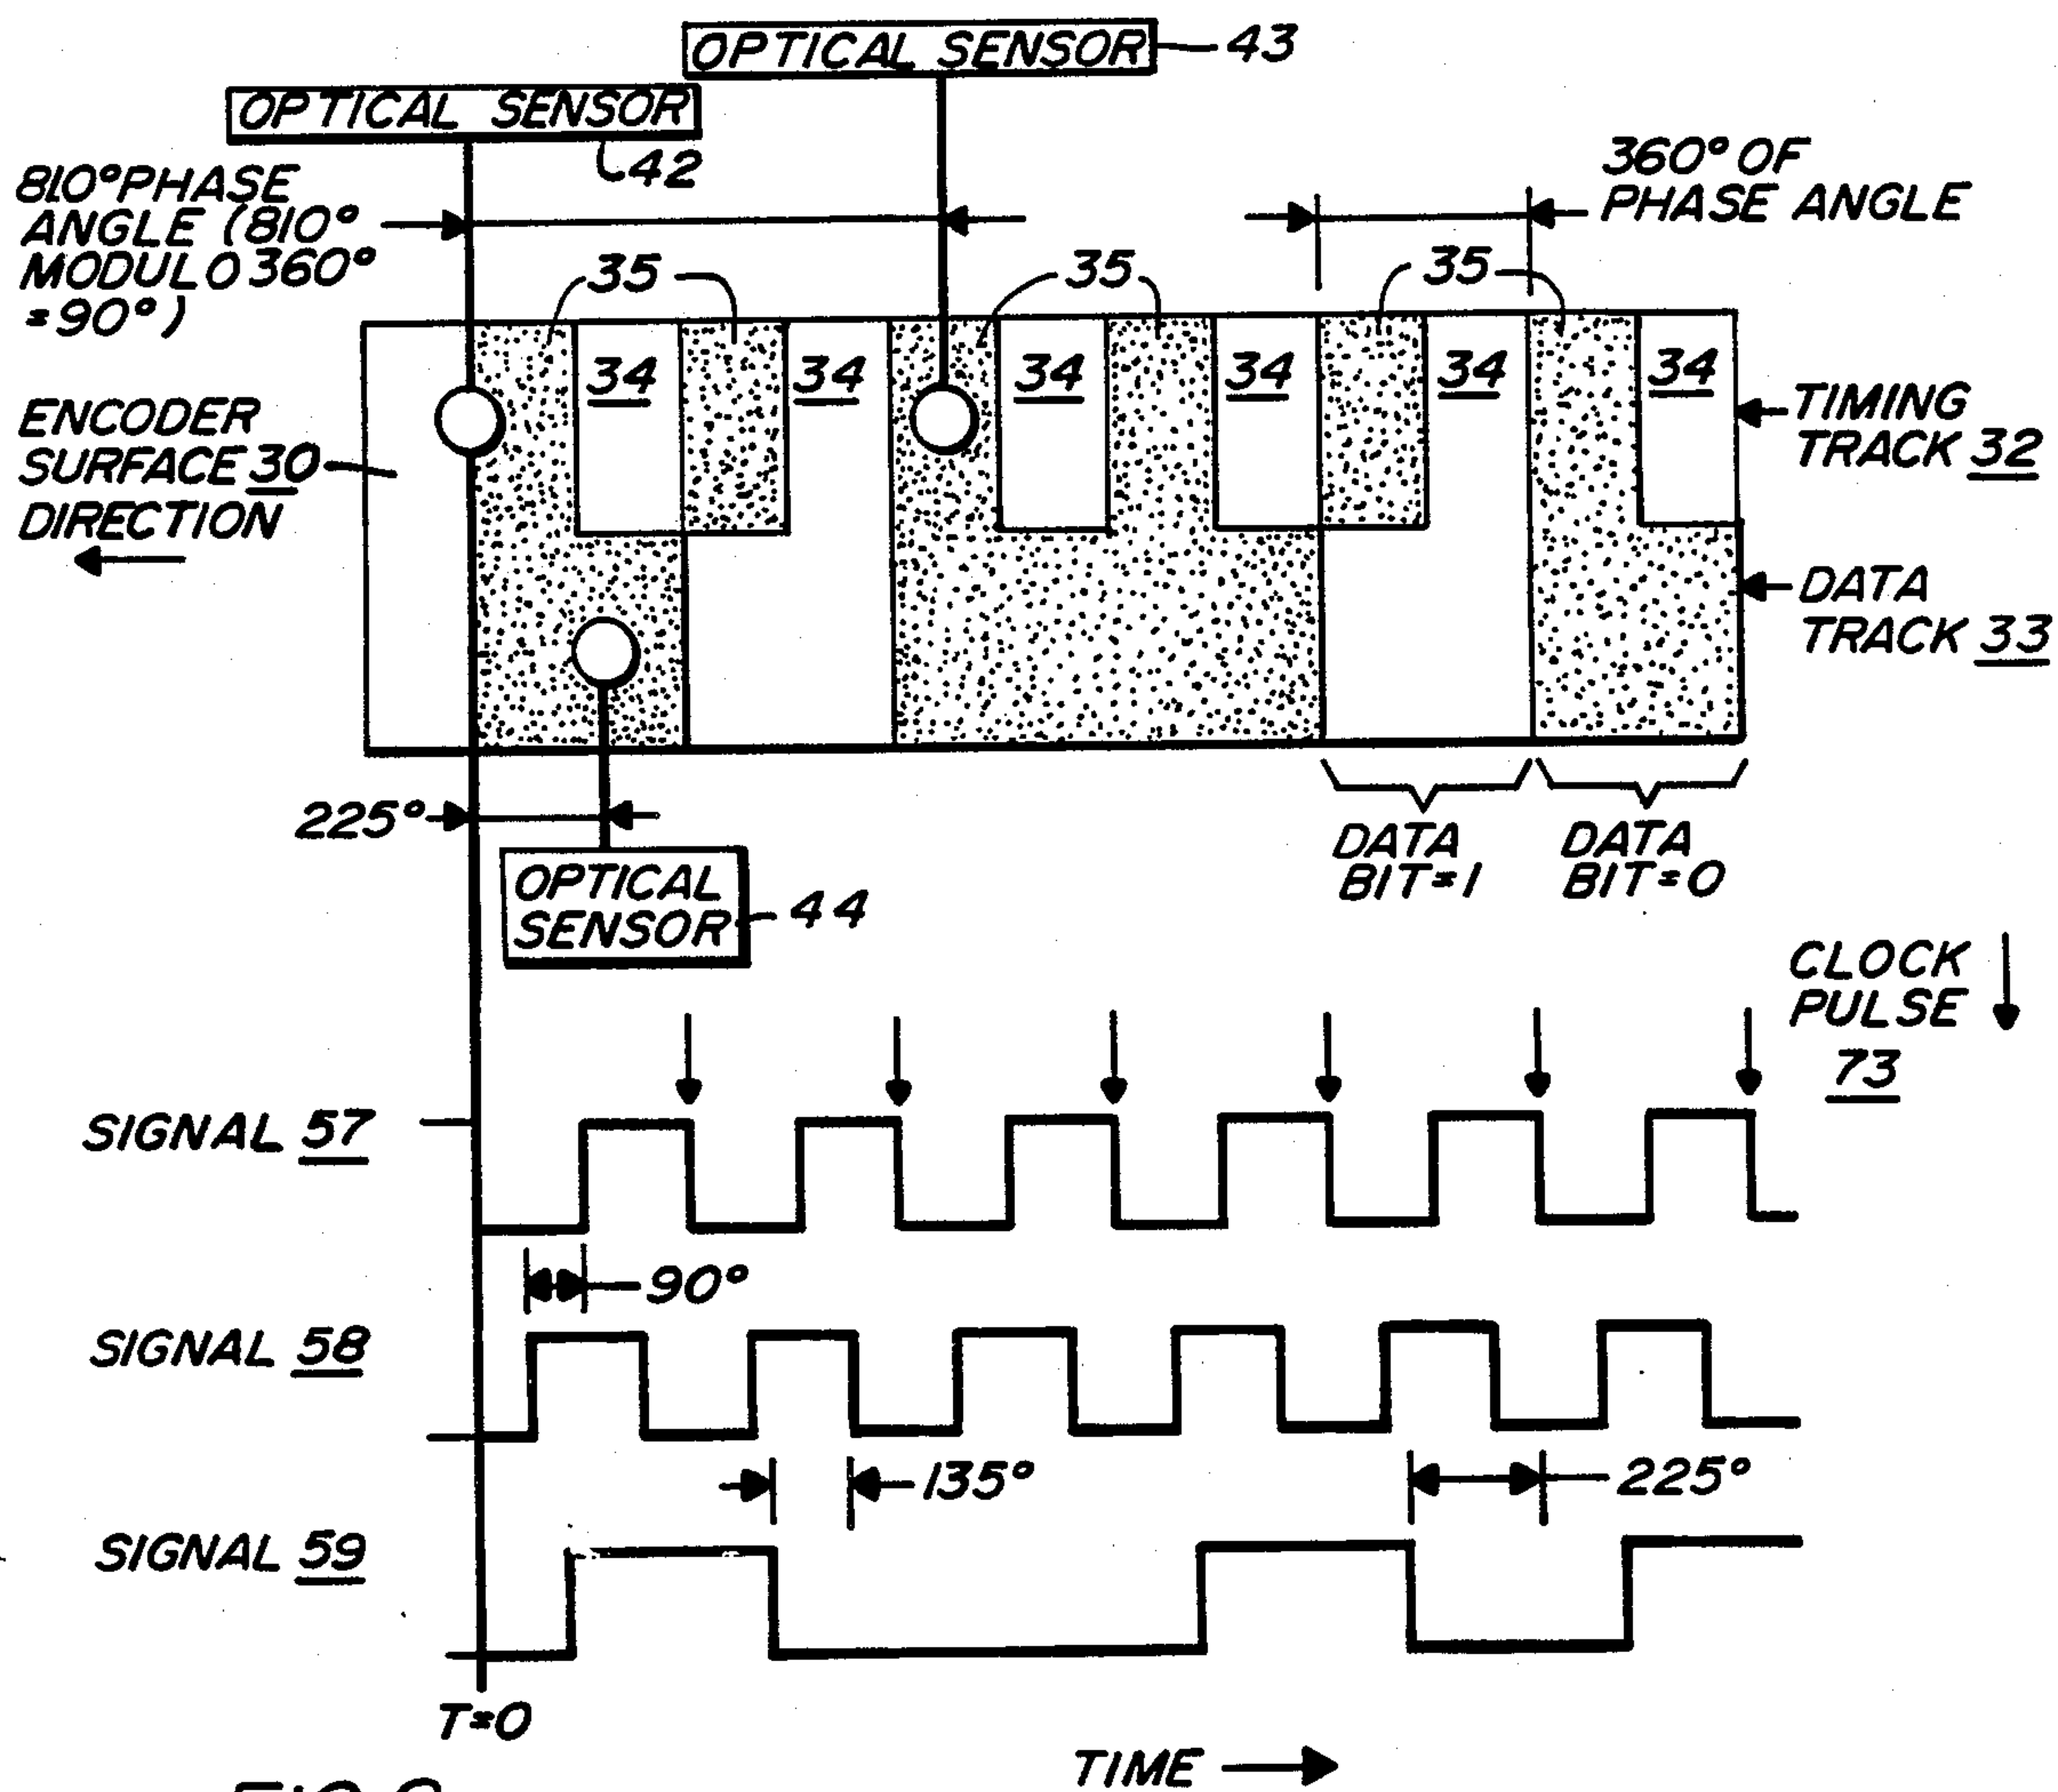 OPTICAL SENSOR
43
OPTICAL SENSOR
42
810° PHASE
ANGLE (810°
MODULO 360°
=90°)
360° OF
PHASE ANGLE
35
35
35
34
34
34
34
34
34
ENCODER
SURFACE 30
DIRECTION
TIMING
TRACK 32
DATA
TRACK 33
225°
OPTICAL
SENSOR
44
DATA
BIT=1
DATA
BIT=0
CLOCK
PULSE
73
SIGNAL 57
90°
SIGNAL 58
135°
225°
SIGNAL 59
T=0
TIME